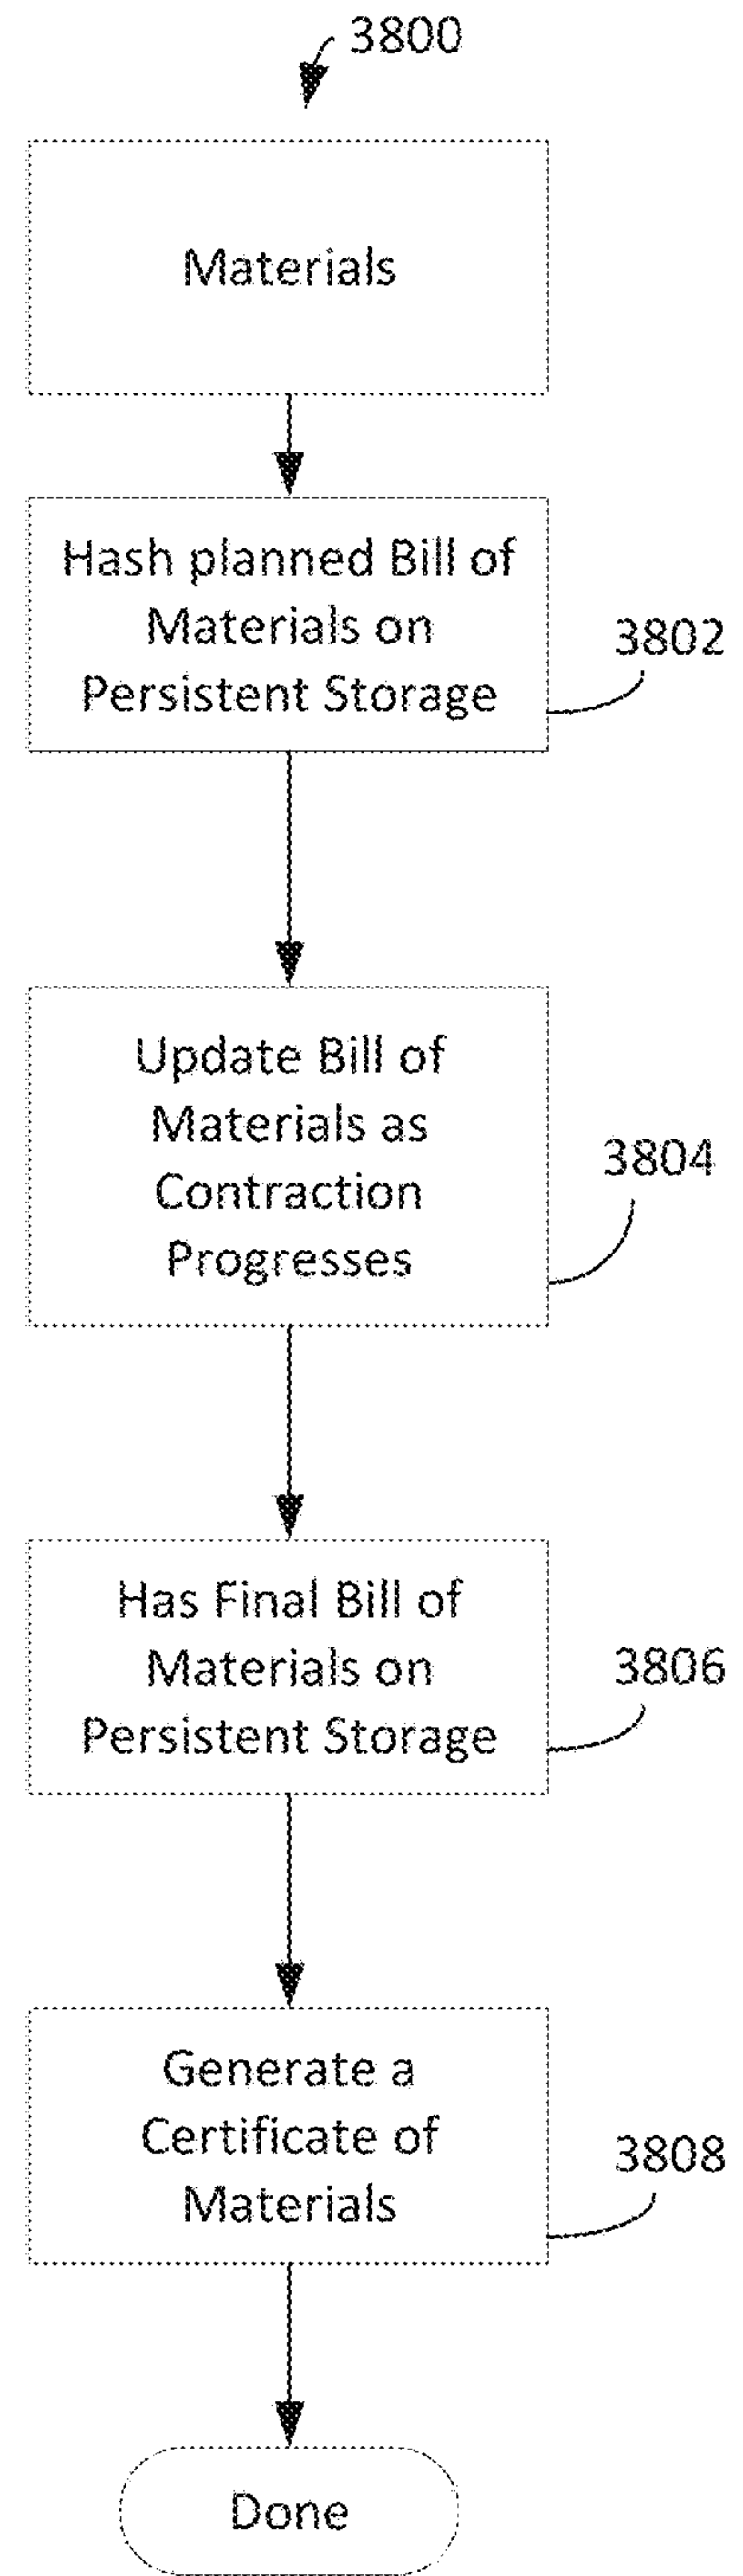 3800
Materials
Hash planned Bill of
Materials on
Persistent Storage
3802
Update Bill of
Materials as
Contraction
Progresses
3804
Has Final Bill of
Materials on
Persistent Storage
3806
Generate a
Certificate of
Materials
3808
Done